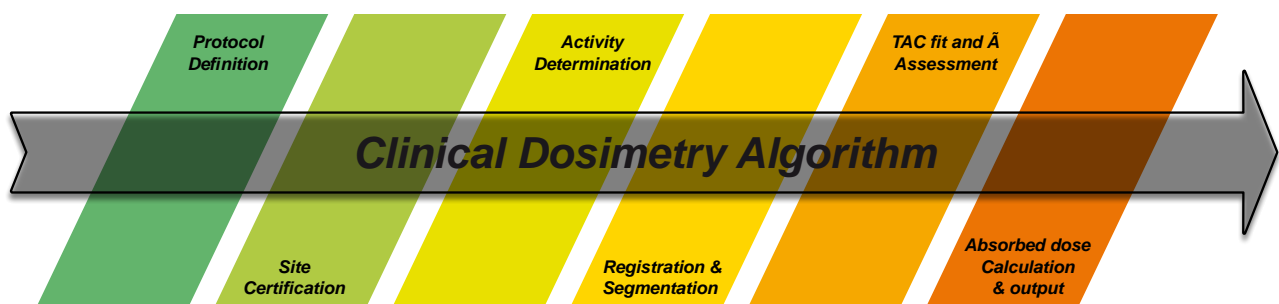 Protocol
Definition
Activity
Determination
TAC fit and Ã
Assessment
Clinical Dosimetry Algorithm
Site
Certification
Registration &
Segmentation
Absorbed dose
Calculation
& output